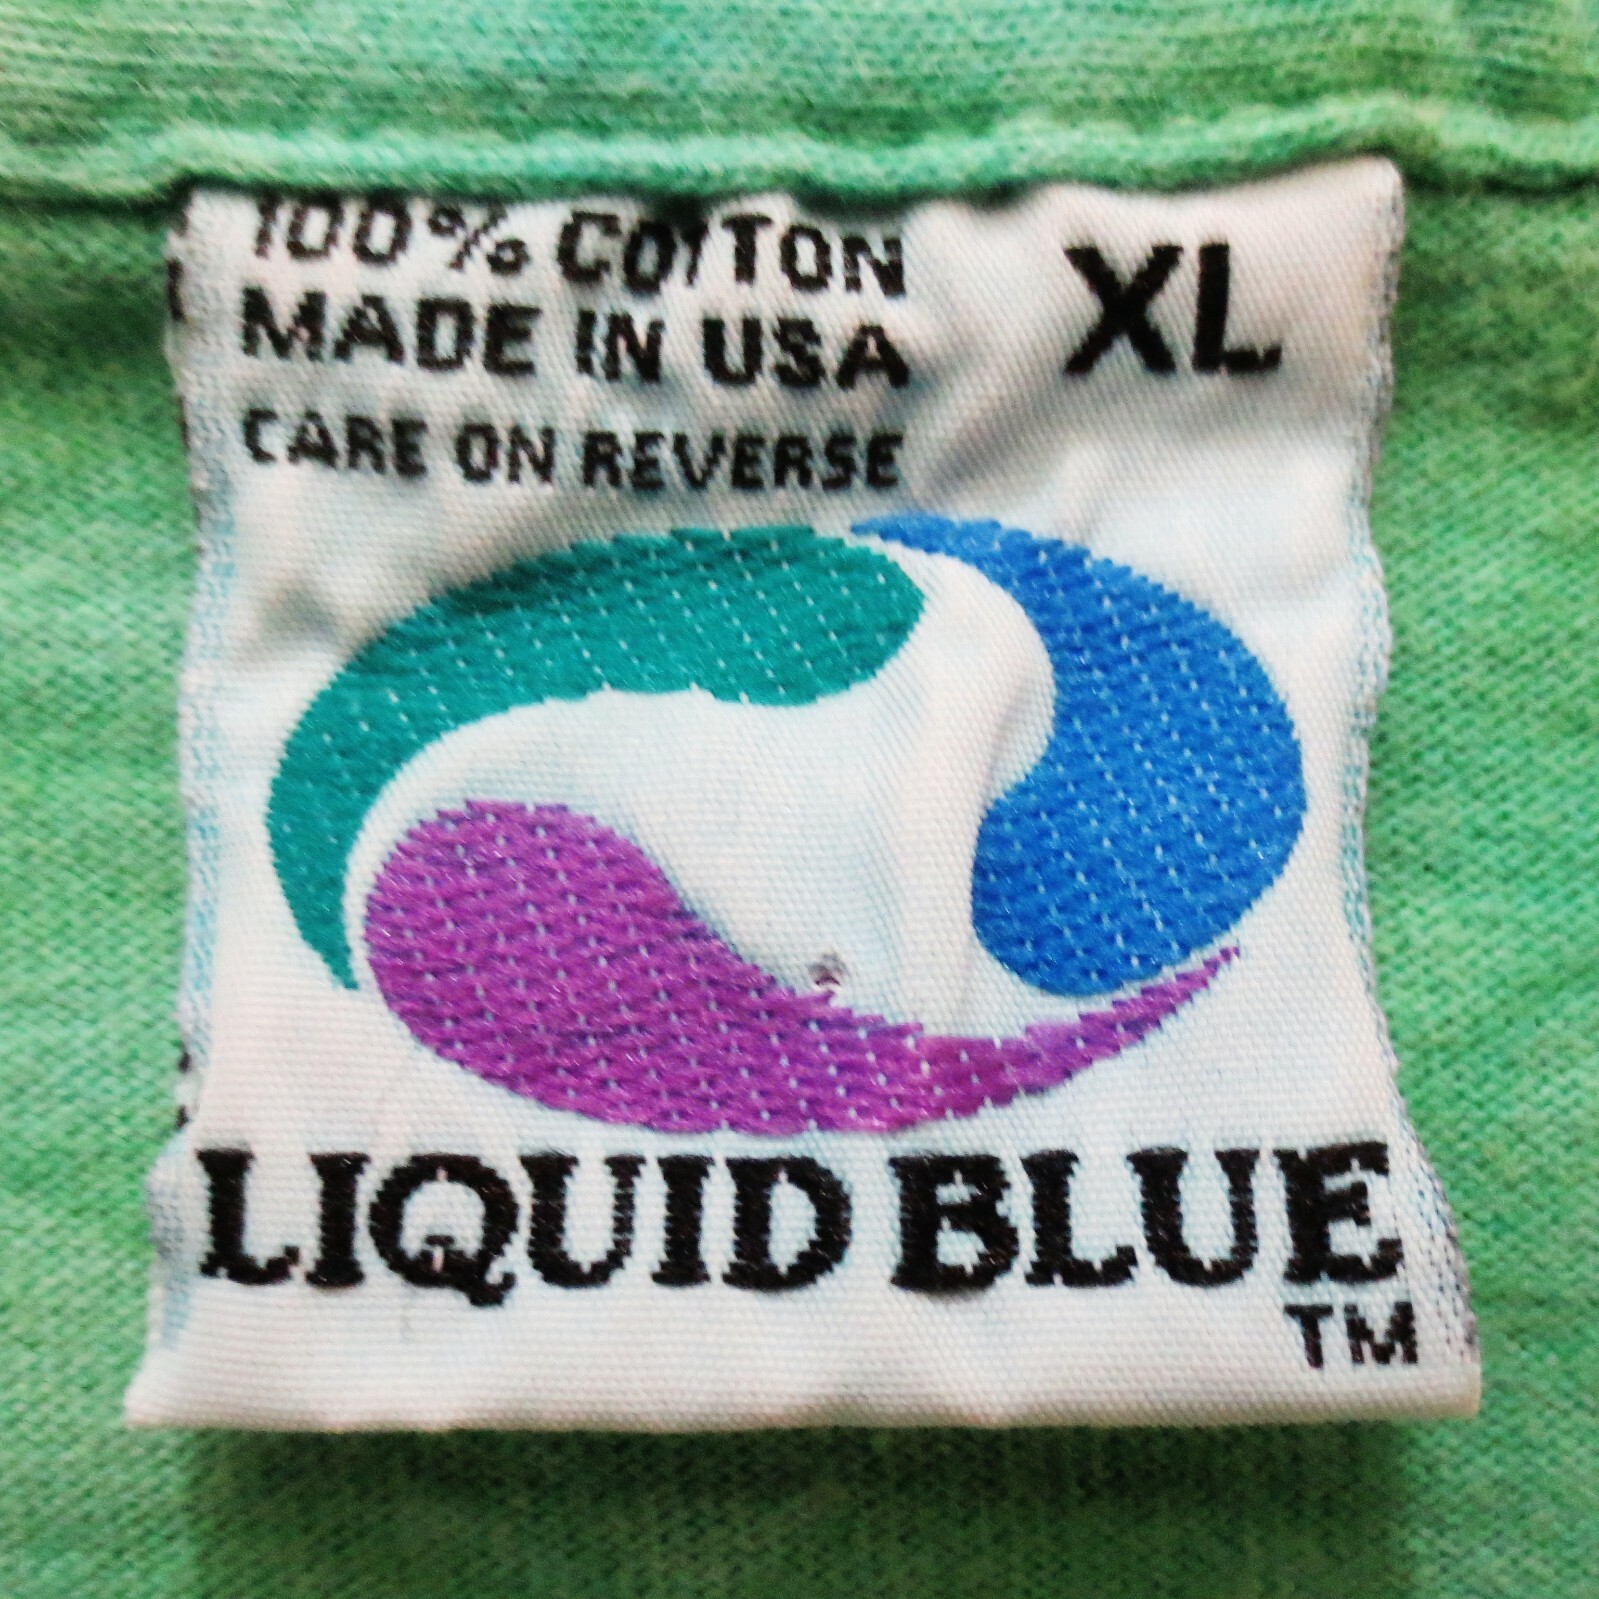 100% COTTON
XL
MADE IN USA
CARE ON REVERSE
LIQUID BLUE
TM